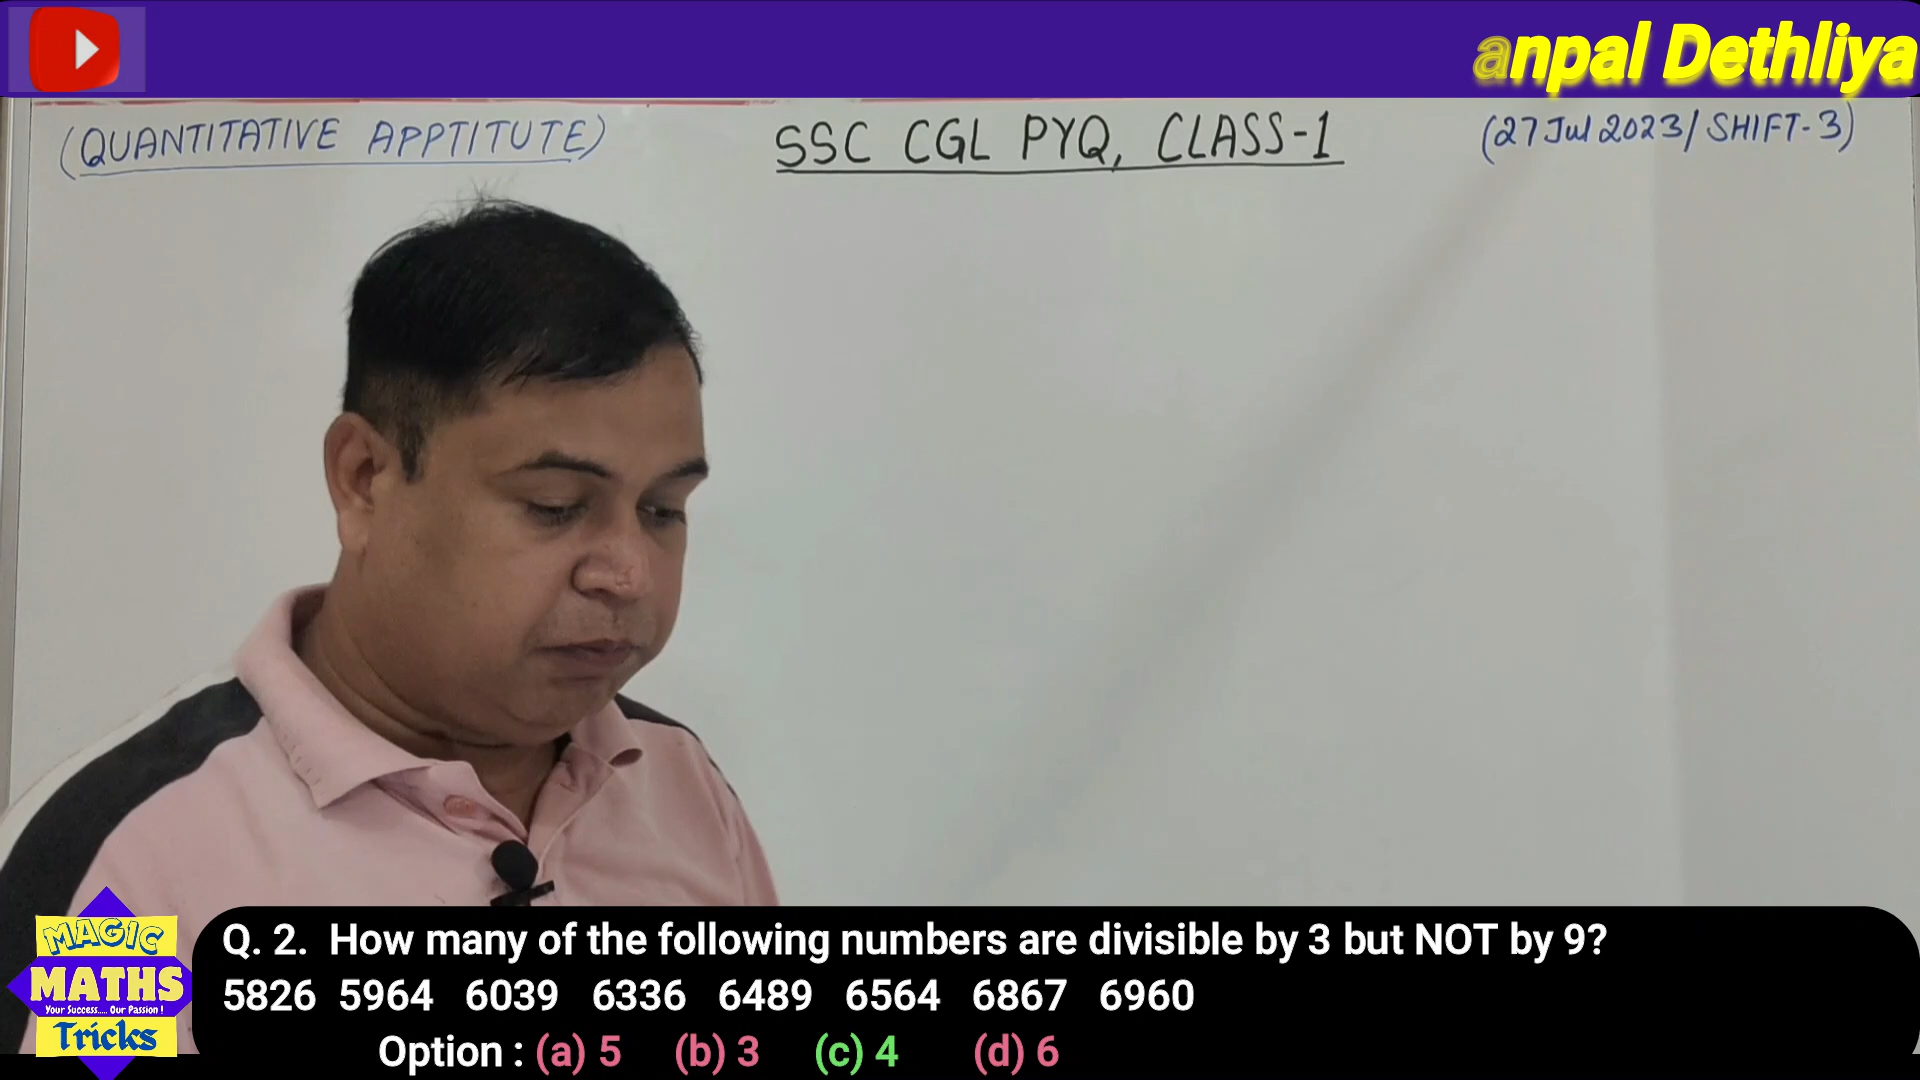 anpal Dethliya
(QUANTITATIVE APPTITUTE) SSC CGL PYQ, CLASS-1 (27 Jul 2023/SHIFT-3)
MAGIC
MATHS
Your Success..... Our Passion !
Tricks
Q. 2. How many of the following numbers are divisible by 3 but NOT by 9?
5826 5964 6039 6336 6489 6564 6867 6960
Option : (a) 5 (b) 3 (c) 4 (d) 6